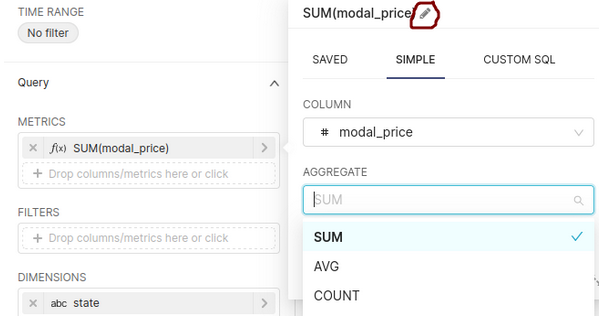 TIME RANGE
No filter
Query
METRICS
f(x) SUM(modal_price)
Drop columns/metrics here or click
FILTERS
Drop columns/metrics here or click
DIMENSIONS
abc state
SUM(modal_price)
SAVED SIMPLE CUSTOM SQL
COLUMN
# modal_price
AGGREGATE
SUM
SUM
AVG
COUNT